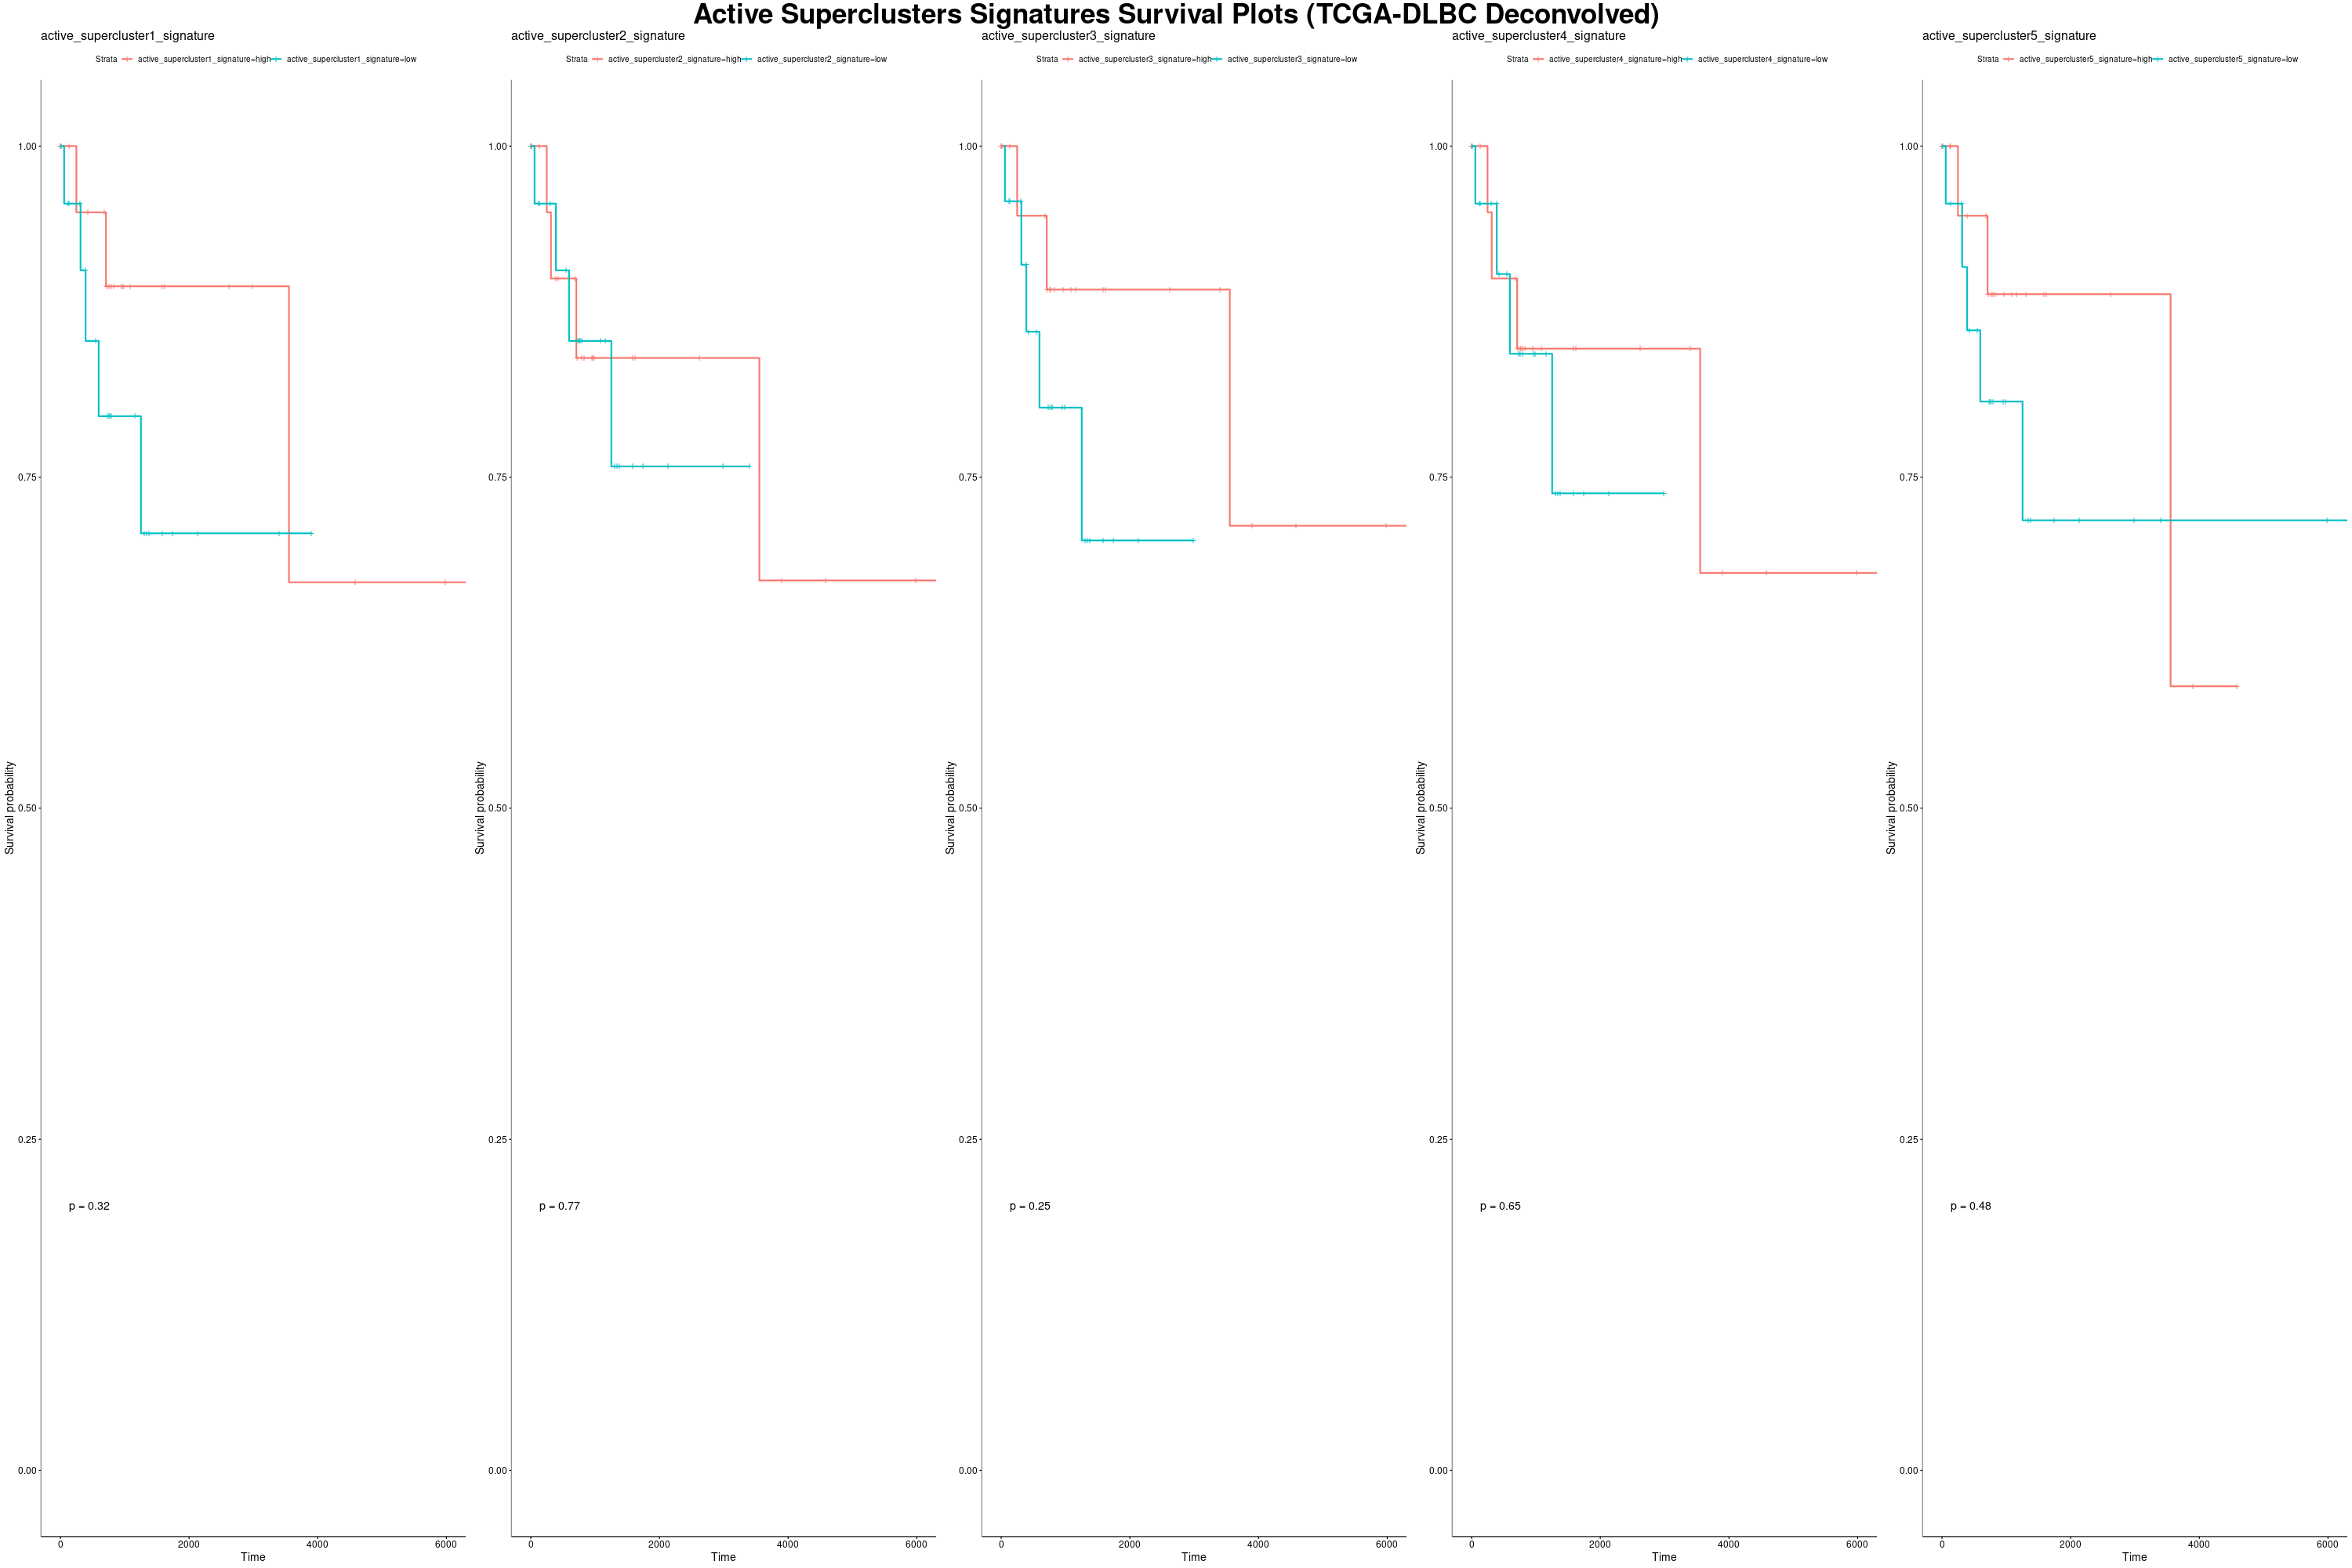 Active Superclusters Signatures Survival Plots (TCGA-DLBC Deconvolved)
active_supercluster1_signature
Strata active_supercluster1_signature=high active_supercluster1_signature=low
1.00
0.75
0.50
0.25
0.00
Survival probability
p = 0.32
0 2000 4000 6000
Time
active_supercluster2_signature
Strata active_supercluster2_signature=high active_supercluster2_signature=low
1.00
0.75
0.50
0.25
0.00
Survival probability
p = 0.77
0 2000 4000 6000
Time
active_supercluster3_signature
Strata active_supercluster3_signature=high active_supercluster3_signature=low
1.00
0.75
0.50
0.25
0.00
Survival probability
p = 0.25
0 2000 4000 6000
Time
active_supercluster4_signature
Strata active_supercluster4_signature=high active_supercluster4_signature=low
1.00
0.75
0.50
0.25
0.00
Survival probability
p = 0.65
0 2000 4000 6000
Time
active_supercluster5_signature
Strata active_supercluster5_signature=high active_supercluster5_signature=low
1.00
0.75
0.50
0.25
0.00
Survival probability
p = 0.48
0 2000 4000 6000
Time